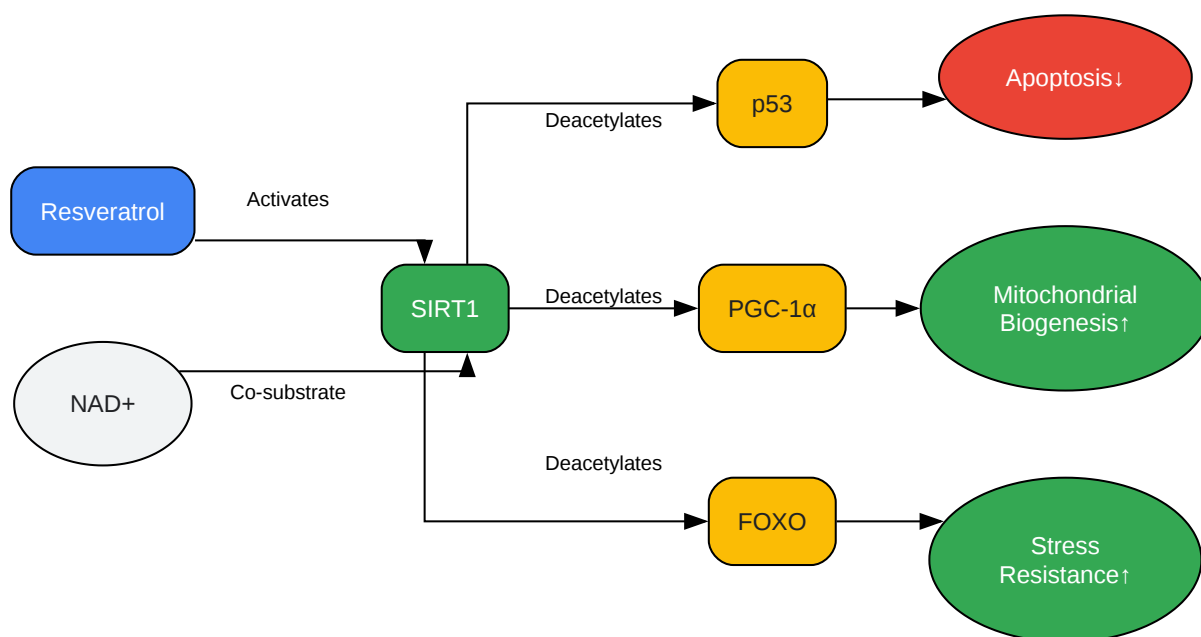 Apoptosis↓
p53
Deacetylates
Resveratrol
Activates
SIRT1
Deacetylates
PGC-1α
Mitochondrial
Biogenesis↑
NAD+
Co-substrate
Deacetylates
FOXO
Stress
Resistance↑